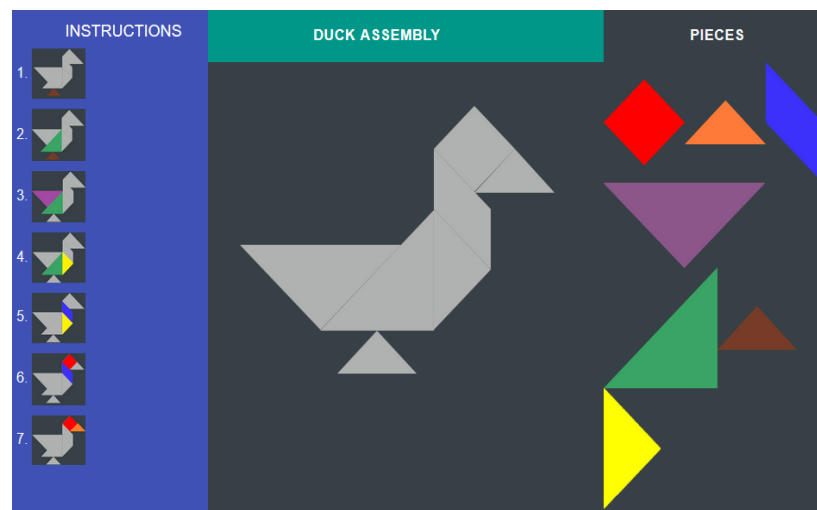 INSTRUCTIONS
DUCK ASSEMBLY
PIECES
1.
2.
3.
4.
5.
6.
7.